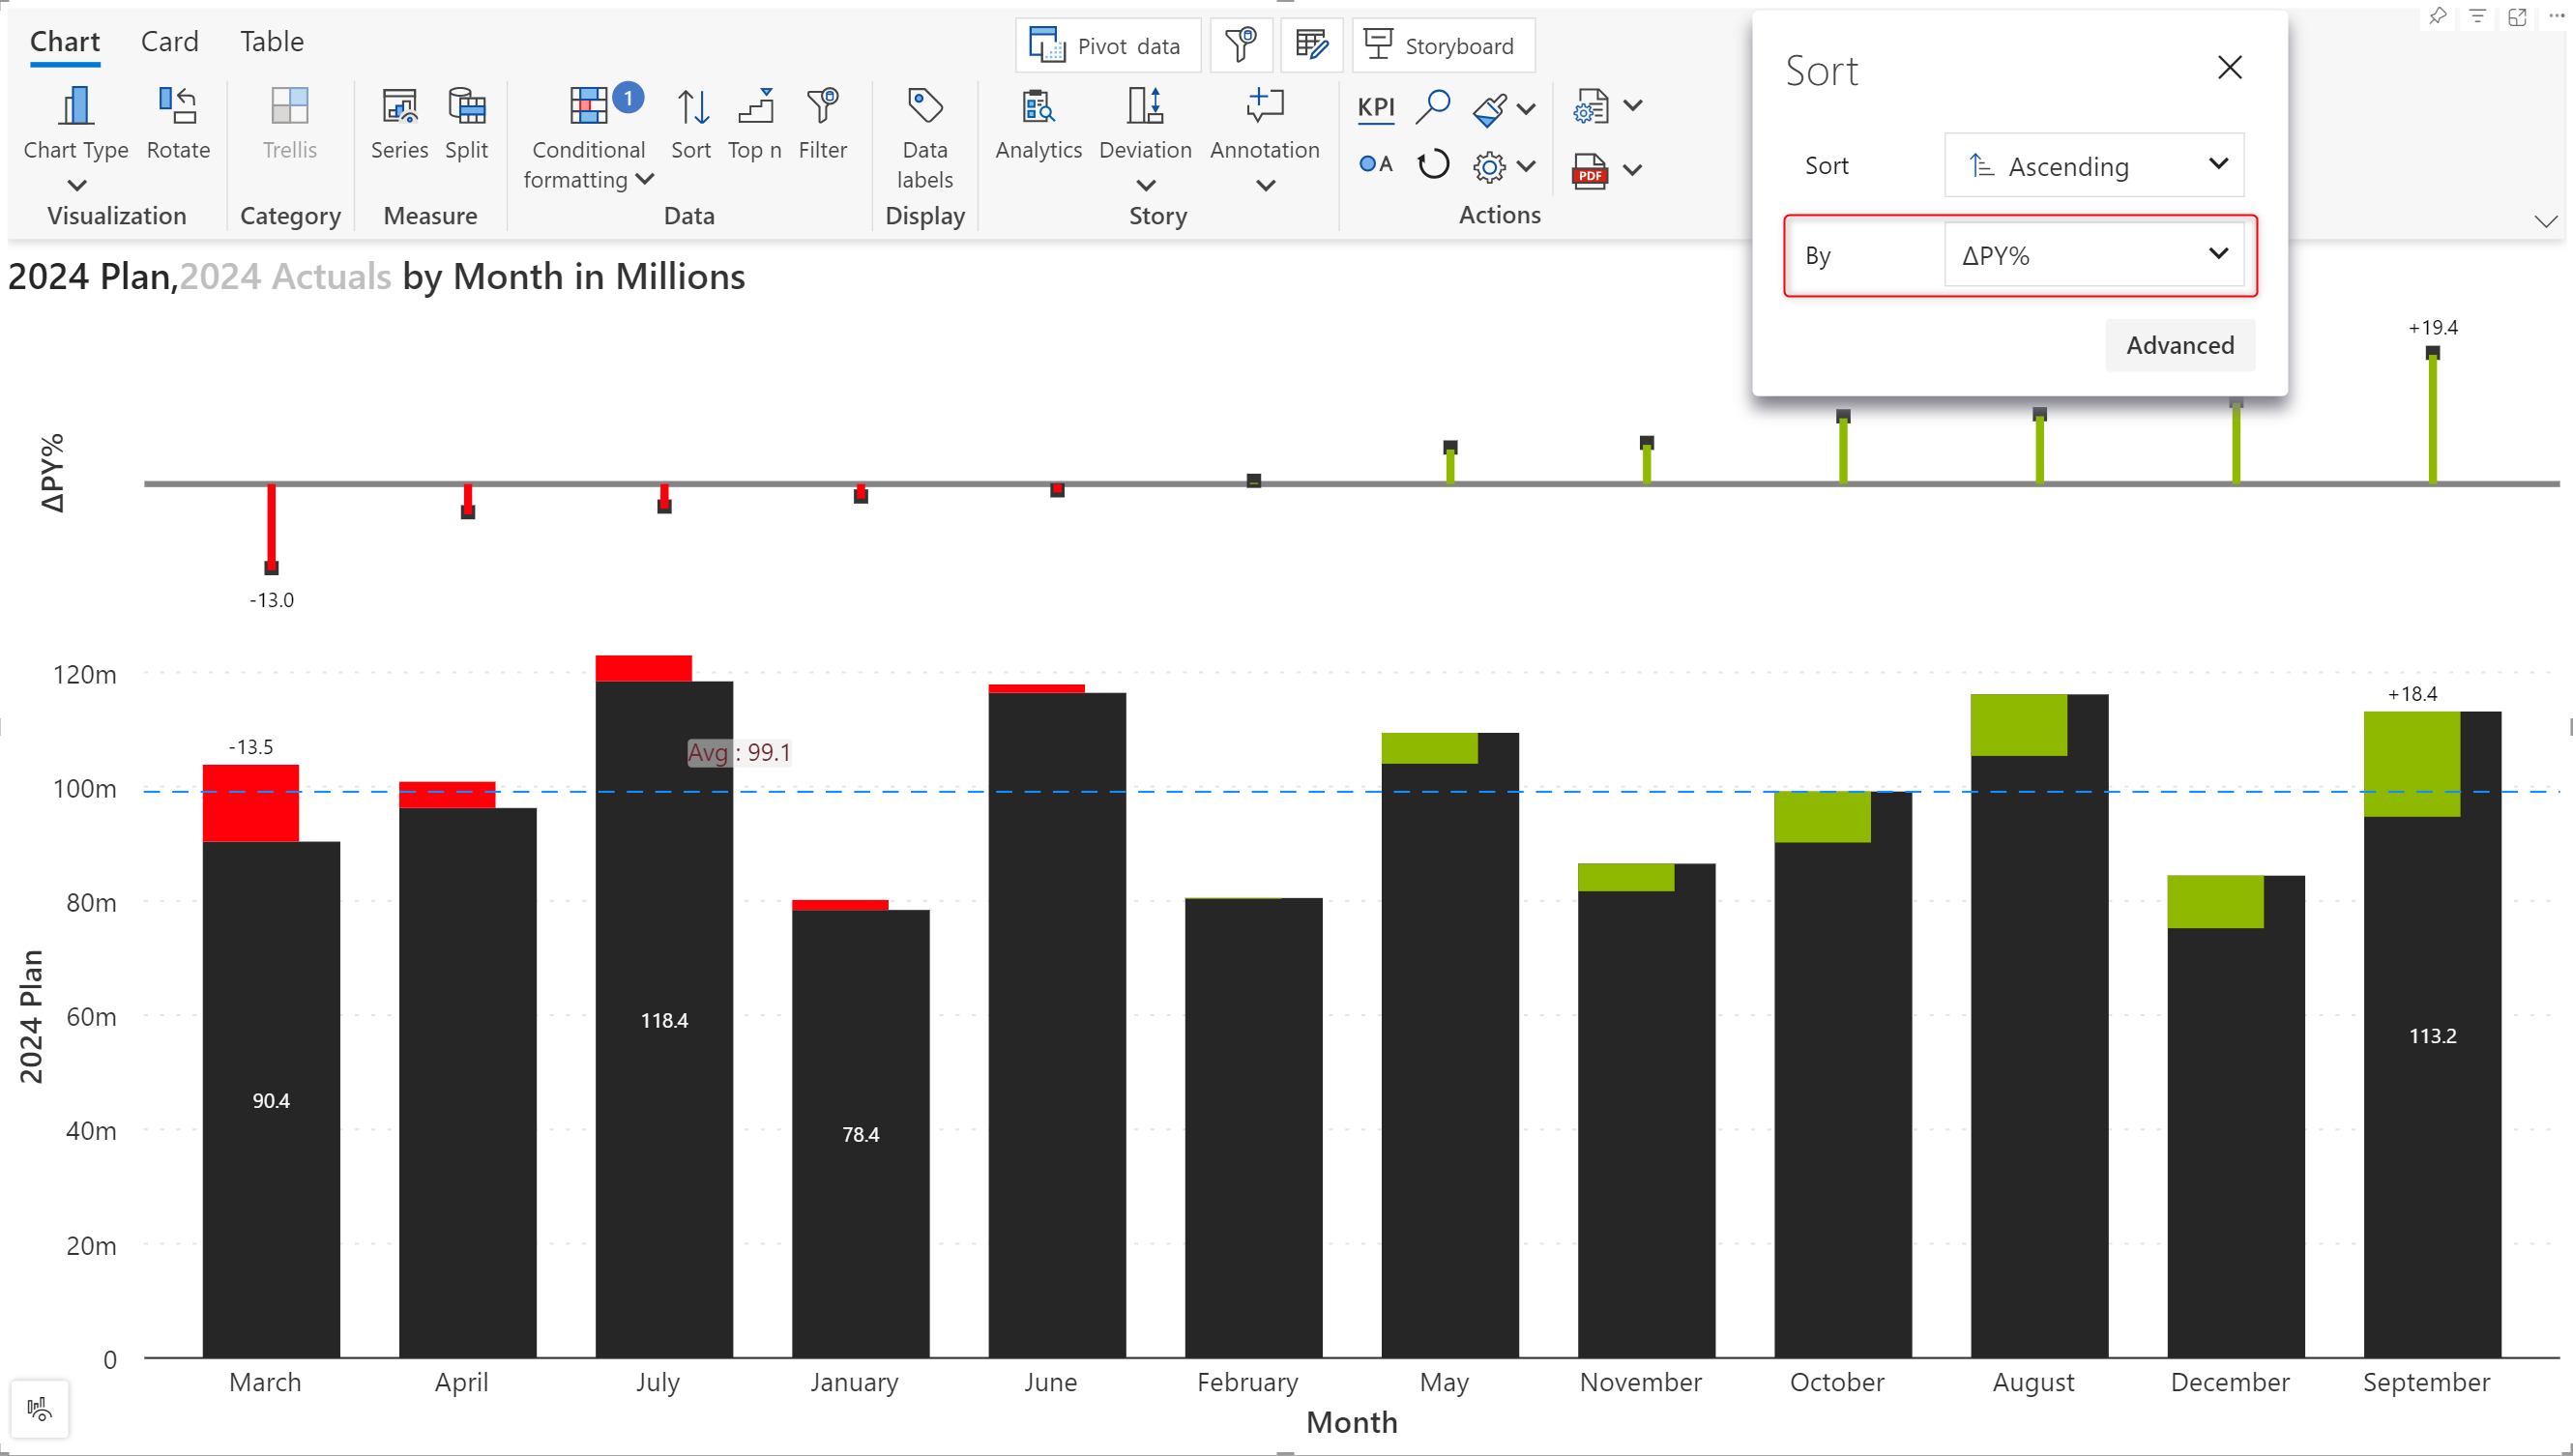 Chart Card Table
Pivot data Storyboard
Chart Type Rotate Trellis Series Split Conditional formatting 1 Sort Top n Filter Data labels Analytics Deviation Annotation KPI A PDF
Visualization Category Measure Data Display Story Actions
Sort
Sort Ascending
By ΔPY%
Advanced
2024 Plan,2024 Actuals by Month in Millions
ΔPY%
+19.4
-13.0
120m
100m
80m
60m
40m
20m
0
2024 Plan
-13.5
Avg : 99.1
+18.4
90.4
118.4
78.4
113.2
March April July January June February May November October August December September
Month